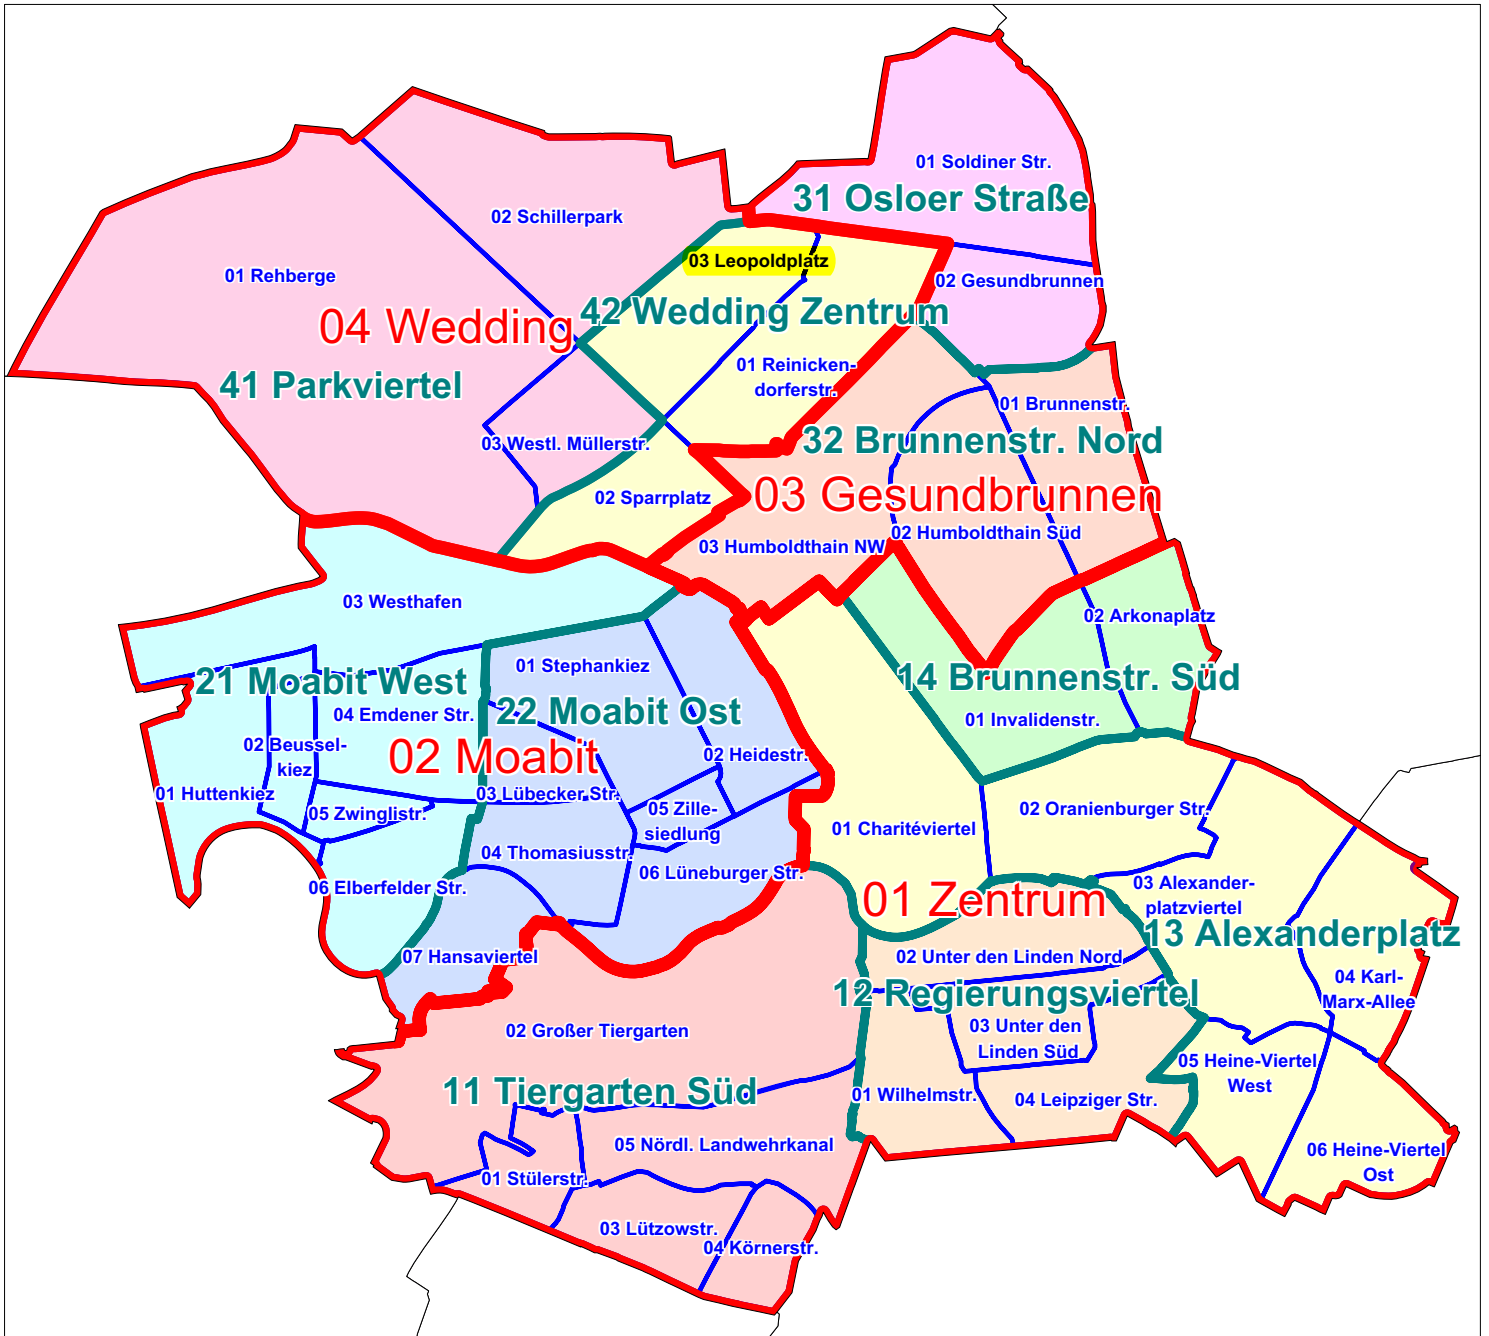 01 Soldiner Str.
31 Osloer Straße
02 Schillerpark
03 Leopoldplatz
01 Rehberge
02 Gesundbrunnen
04 Wedding
42 Wedding Zentrum
01 Reinicken-
dorferstr.
41 Parkviertel
01 Brunnenstr.
03 Westl. Müllerstr.
32 Brunnenstr. Nord
02 Sparrplatz
03 Gesundbrunnen
02 Humboldthain Süd
03 Humboldthain NW
03 Westhafen
02 Arkonaplatz
01 Stephankiez
21 Moabit West
14 Brunnenstr. Süd
04 Emdener Str.
22 Moabit Ost
01 Invalidenstr.
02 Beussel-
kiez
02 Moabit
02 Heidestr.
01 Huttenkiez
03 Lübecker Str.
05 Zwinglistr.
05 Zille-
siedlung
02 Oranienburger Str.
01 Charitéviertel
04 Thomasiusstr.
06 Lüneburger Str.
06 Elberfelder Str.
03 Alexander-
platzviertel
01 Zentrum
13 Alexanderplatz
07 Hansaviertel
02 Unter den Linden Nord
04 Karl-
Marx-Allee
12 Regierungsviertel
02 Großer Tiergarten
03 Unter den
Linden Süd
05 Heine-Viertel
West
11 Tiergarten Süd
01 Wilhelmstr.
04 Leipziger Str.
05 Nördl. Landwehrkanal
06 Heine-Viertel
Ost
01 Stülerstr.
03 Lützowstr.
04 Körnerstr.